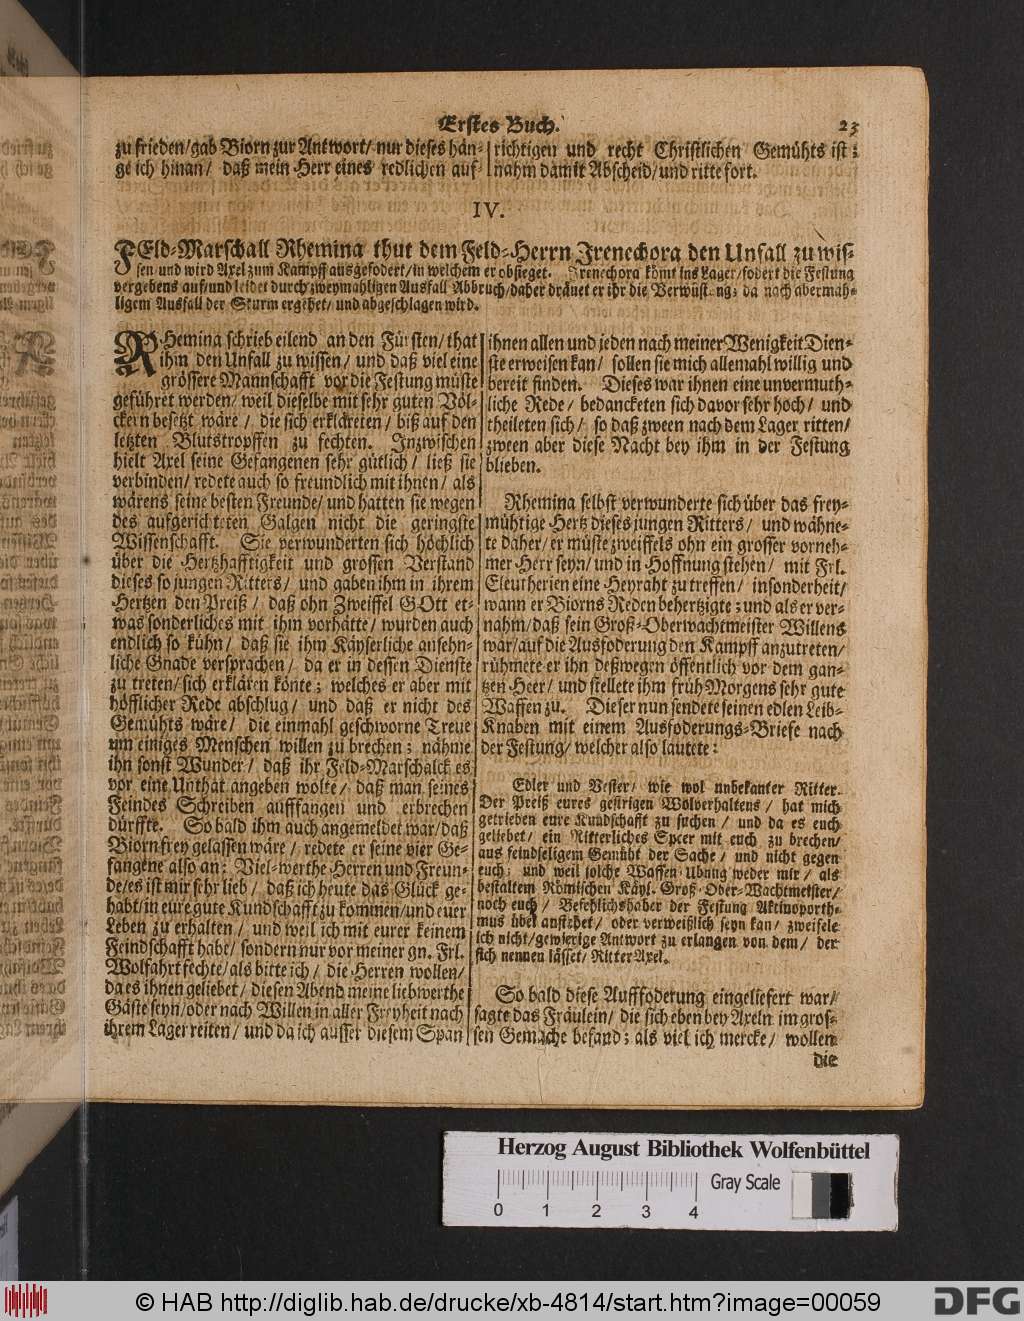 Erstes Buch. 23
zu frieden/gab Biorn zur Antwort/ nur dieses hän-
ge ich hinan/ daß mein Herr eines redlichen auf-
richtigen und recht Christlichen Gemühts ist;
nahm damit Abscheid/und ritte fort.
IV.
FEld-Marschall Rhemina thut dem Feld-Herrn Irenechora den Unfall zu wis-
sen und wird Axel zum Kampff ausgefodert/in welchem er obsieget. Irenechora kömt ins Lager/fodert die Festung
vergebens auf/und leidet durch zweymahligen Ausfall Abbruch/daher dräuet er ihr die Verwüstung; da nach abermah-
ligem Ausfall der Sturm ergehet/und abgeschlagen wird.
RHemina schrieb eilend an den Fürsten/that
ihm den Unfall zu wissen/ und daß viel eine
grössere Mannschafft vor die Festung müste
geführet werden/weil dieselbe mit sehr guten Völ-
ckern besetzt wäre/ die sich erkläreten/ biß auf den
letzten Blutstropffen zu fechten. Inzwischen
hielt Axel seine Gefangenen sehr gütlich/ ließ sie
verbinden/redete auch so freundlich mit ihnen/ als
wärens seine besten Freunde/und hatten sie wegen
des aufgerichteten Galgen nicht die geringste
Wissenschafft. Sie verwunderten sich höchlich
über die Hertzhafftigkeit und grossen Verstand
dieses so jungen Ritters/ und gaben ihm in ihrem
Hertzen den Preiß/ daß ohn Zweiffel GOtt et-
was sonderliches mit ihm vorhätte/wurden auch
endlich so kühn/ daß sie ihm Käyserliche ansehn-
liche Gnade versprachen/ da er in dessen Dienste
zu treten/sich erklären könte; welches er aber mit
höfflicher Rede abschlug/ und daß er nicht des
Gemühts wäre/ die einmahl geschworne Treue
um einiges Menschen willen zu brechen; nähme
ihn sonst Wunder/ daß ihr Feld-Marschalck es
vor eine Unthat angeben wolte/ daß man seines
Feindes Schreiben aufffangen und erbrechen
dürffte. So bald ihm auch angemeldet war/daß
Biorn frey gelassen wäre/ redete er seine vier Ge-
fangene also an: Viel-werthe Herren und Freun-
de/es ist mir sehr lieb/ daß ich heute das Glück ge-
habt/in eure gute Kundschafft zu kommen/und euer
Leben zu erhalten/ und weil ich mit eurer keinem
Feindschafft habe/sondern nur vor meiner gn. Frl.
Wolfahrt fechte/als bitte ich/ die Herren wollen/
da es ihnen geliebet/diesen Abend meine liebwerthe
Gäste seyn/oder nach Willen in aller Freyheit nach
ihrem Lager reiten/ und da ich ausser diesem Span
ihnen allen und jeden nach meiner Wenigkeit Dien-
ste erweisen kan/ sollen sie mich allemahl willig und
bereit finden. Dieses war ihnen eine unvermuth-
liche Rede/ bedancketen sich davor sehr hoch/ und
theileten sich/ so daß zween nach dem Lager ritten/
zween aber diese Nacht bey ihm in der Festung
blieben.
Rhemina selbst verwunderte sich über das frey-
mühtige Hertz dieses jungen Ritters/ und wähne-
te daher/er müste zweiffels ohn ein grosser vorneh-
mer Herr seyn/und in Hoffnung stehen/ mit Frl.
Eleutherien eine Heyraht zu treffen/ insonderheit/
wann er Biorns Reden behertzigte; und als er ver-
nahm/daß sein Groß-Oberwachtmeister Willens
war/auf die Ausfoderung den Kampff anzutreten/
rühmete er ihn deßwegen öffentlich vor dem gan-
tzen Heer/ und stellete ihm früh Morgens sehr gute
Waffen zu. Dieser nun sendete seinen edlen Leib-
Knaben mit einem Ausfoderungs-Briefe nach
der Festung/welcher also lautete:
Edler und Vester/ wie wol unbekanter Ritter.
Der Preiß eures gestrigen Wolverhaltens/ hat mich
getrieben eure Kundschafft zu suchen/ und da es euch
geliebet/ ein Ritterliches Speer mit euch zu brechen/
aus feindseligem Gemüht der Sache/ und nicht gegen
euch; und weil solche Waffen-Ubung weder mir/ als
bestaltem Römischen Käyl. Groß-Ober-Wachtmeister/
noch euch/ Befehlichshaber der Festung Aktinoporth-
mus übel anstehet/ oder verweißlich seyn kan/ zweifele
ich nicht/gewierige Antwort zu erlangen von dem/ der
sich nennen lässet/ Ritter Axel.
So bald diese Auffoderung eingeliefert war/
sagte das Fräulein/ die sich eben bey Axeln im gros-
sen Gemache befand; als viel ich mercke/ wollen
die
Herzog August Bibliothek Wolfenbüttel
Gray Scale
0 1 2 3 4
© HAB http://diglib.hab.de/drucke/xb-4814/start.htm?image=00059
DFG